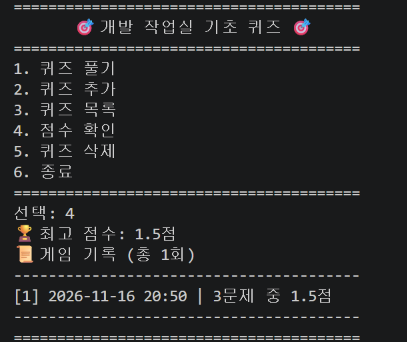 ========================================
🎯 개발 작업실 기초 퀴즈 🎯
========================================
1. 퀴즈 풀기
2. 퀴즈 추가
3. 퀴즈 목록
4. 점수 확인
5. 퀴즈 삭제
6. 종료
========================================
선택: 4
🏆 최고 점수: 1.5점
📜 게임 기록 (총 1회)
----------------------------------------
[1] 2026-11-16 20:50 | 3문제 중 1.5점
----------------------------------------
========================================